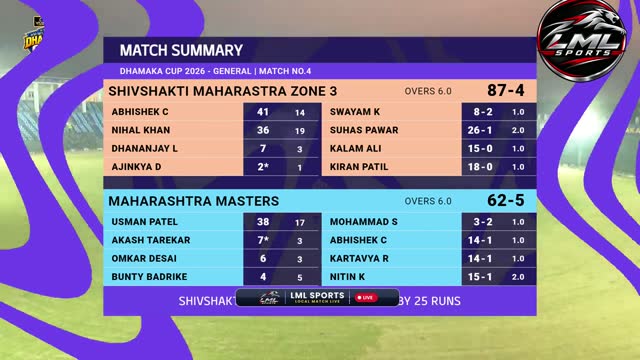 LML
SPORTS
MATCH SUMMARY
DHAMAKA CUP 2026 - GENERAL | MATCH NO.4
SHIVSHAKTI MAHARASTRA ZONE 3 OVERS 6.0 87-4
ABHISHEK C 41 14 SWAYAM K 8-2 1.0
NIHAL KHAN 36 19 SUHAS PAWAR 26-1 2.0
DHANANJAY L 7 3 KALAM ALI 15-0 1.0
AJINKYA D 2* 1 KIRAN PATIL 18-0 1.0
MAHARASHTRA MASTERS OVERS 6.0 62-5
USMAN PATEL 38 17 MOHAMMAD S 3-2 1.0
AKASH TAREKAR 7* 3 ABHISHEK C 14-1 1.0
OMKAR DESAI 6 3 KARTAVYA R 14-1 1.0
BUNTY BADRIKE 4 5 NITIN K 15-1 2.0
SHIVSHAKT BY 25 RUNS
LML SPORTS LIVE
LOCAL MATCH LIVE